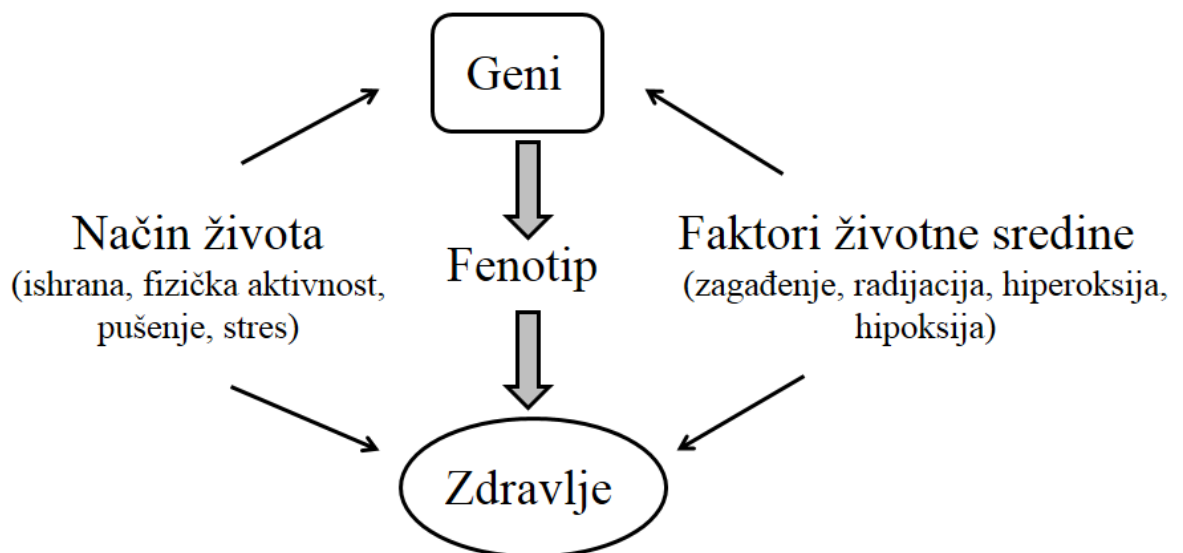 Geni
Način života
(ishrana, fizička aktivnost,
pušenje, stres)
Fenotip
Faktori životne sredine
(zagađenje, radijacija, hiperoksija,
hipoksija)
Zdravlje